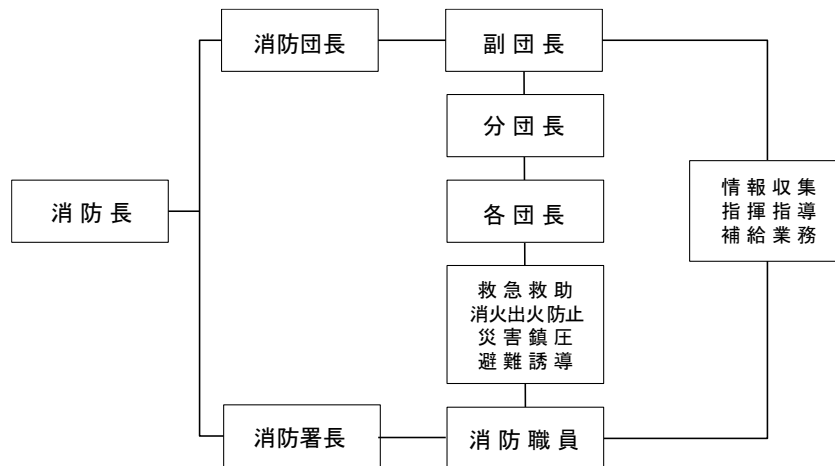 消防団長
副団長
分団長
各団長
消防長
情報収集
指揮指導
補給業務
救急救助
消火出火防止
災害鎮圧
避難誘導
消防署長
消防職員